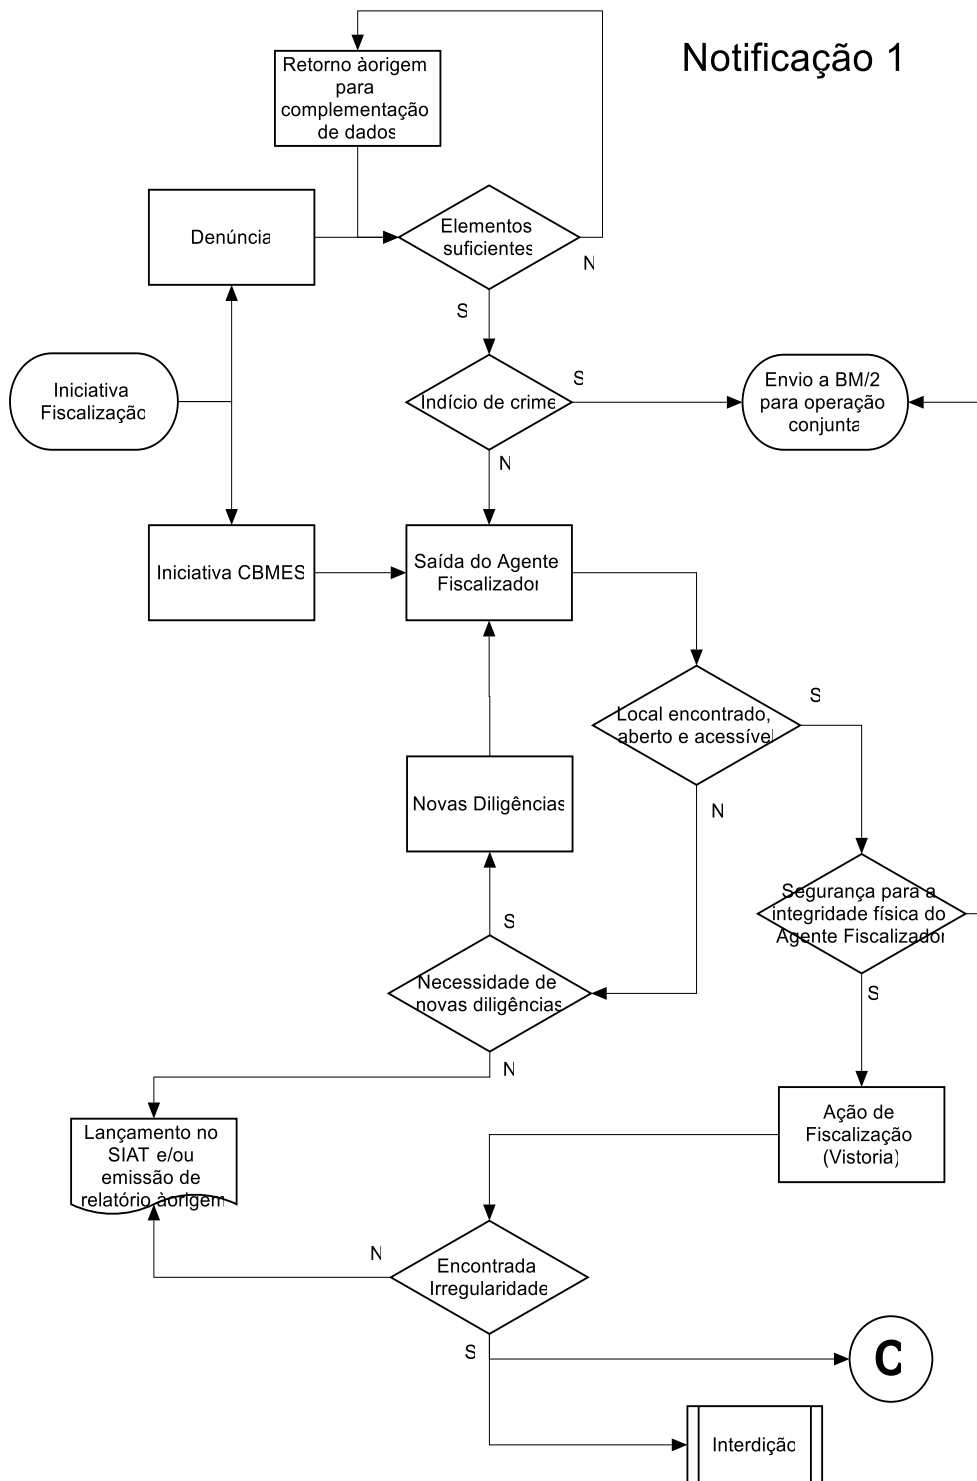 Notificação 1
Retorno àorigem
para
complementação
de dados
Denúncia
Elementos
suficientes
N
S
Iniciativa
Fiscalização
Indício de crime
S
Envio a BM/2
para operação
conjunta
N
Iniciativa CBMES
Saída do Agente
Fiscalizador
Local encontrado,
aberto e acessível
S
N
Novas Diligências
Segurança para a
integridade física do
Agente Fiscalizador
S
Necessidade de
novas diligências
S
N
Lançamento no
SIAT e/ou
emissão de
relatório àorigem
Ação de
Fiscalização
(Vistoria)
Encontrada
Irregularidade
N
S
C
Interdição